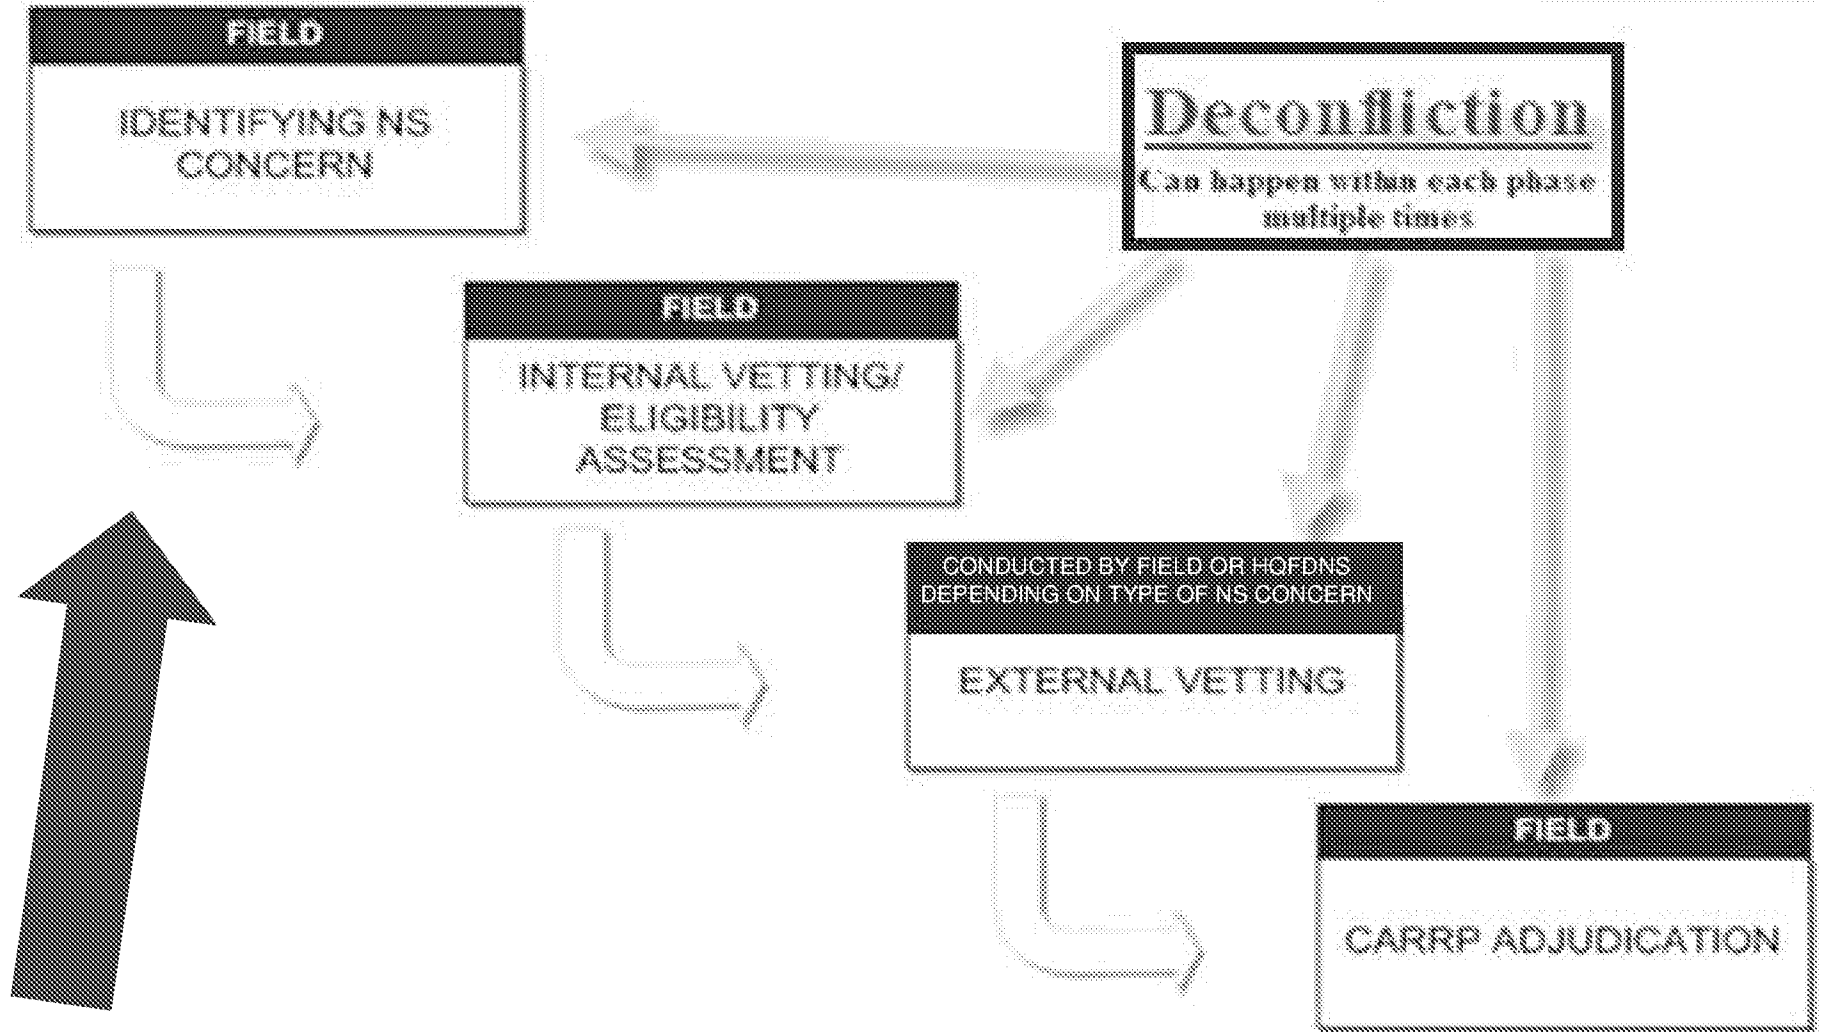 FIELD
IDENTIFYING NS
CONCERN
Deconfliction
Can happen within each phase
multiple times
FIELD
INTERNAL VETTING/
ELIGIBILITY
ASSESSMENT
CONDUCTED BY FIELD OR HQFDNS
DEPENDING ON TYPE OF NS CONCERN
EXTERNAL VETTING
FIELD
CARRP ADJUDICATION